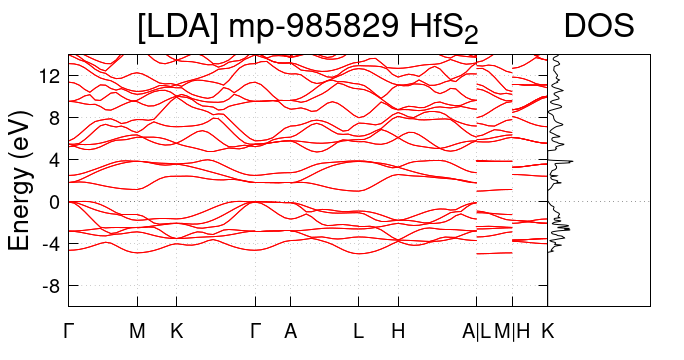 [LDA] mp-985829 HfS2 DOS
Energy (eV)
12
8
4
0
-4
-8
Γ M K Γ A L H A|L M|H K